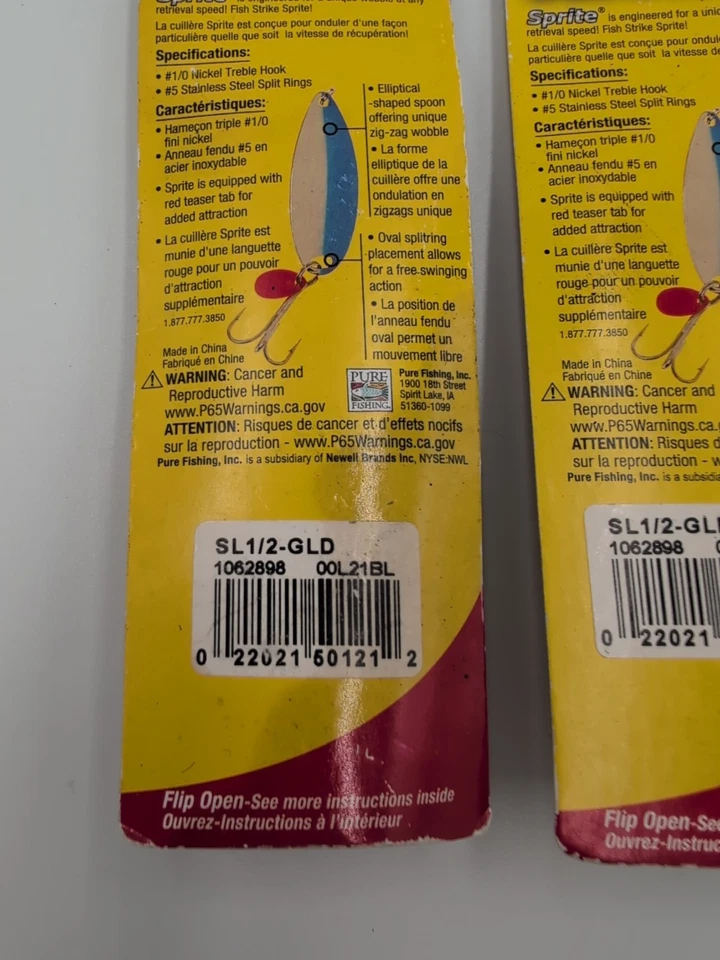 Sprite
retrieval speed! Fish Strike Sprite!
La cuillère Sprite est conçue pour onduler d'une façon
particulière quelle que soit la vitesse de récupération!
Specifications:
• #1/0 Nickel Treble Hook
• #5 Stainless Steel Split Rings
Caractéristiques:
• Hameçon triple #1/0
fini nickel
• Anneau fendu #5 en
acier inoxydable
• Sprite is equipped with
red teaser tab for
added attraction
• La cuillère Sprite est
munie d'une languette
rouge pour un pouvoir
d'attraction
supplémentaire
1.877.777.3850
• Elliptical
-shaped spoon
offering unique
zig-zag wobble
• La forme
elliptique de la
cuillère offre une
ondulation en
zigzags unique
• Oval splitring
placement allows
for a free-swinging
action
• La position de
l'anneau fendu
oval permet un
mouvement libre
Made in China
Fabriqué en Chine
WARNING: Cancer and
Reproductive Harm
www.P65Warnings.ca.gov
PURE
FISHING
Pure Fishing, Inc.
1900 18th Street
Spirit Lake, IA
51360-1099
ATTENTION: Risques de cancer et d'effets nocifs
sur la reproduction - www.P65Warnings.ca.gov
Pure Fishing, Inc. is a subsidiary of Newell Brands Inc, NYSE:NWL
SL1/2-GLD
1062898 00L21BL
0 22021 50121 2
Flip Open-See more instructions inside
Ouvrez-Instructions à l'intérieur
Sprite® is engineered for a
retrieval speed! Fish Strike Sprite!
La cuillère Sprite est conçue pour
particulière quelle que soit la vitesse
Specifications:
• #1/0 Nickel Treble Hook
• #5 Stainless Steel Split Rings
Caractéristiques:
• Hameçon triple #1/0
fini nickel
• Anneau fendu #5 en
acier inoxydable
• Sprite is equipped with
red teaser tab for
added attraction
• La cuillère Sprite est
munie d'une languette
rouge pour un pouvoir
d'attraction
supplémentaire
1.877.777.3850
Made in China
Fabriqué en Chine
WARNING: Cancer and
Reproductive Harm
www.P65Warnings.ca.
ATTENTION: Risques
sur la reproduction -
Pure Fishing, Inc. is a
SL1/2-GL
1062898
0 22021
Flip Open-See